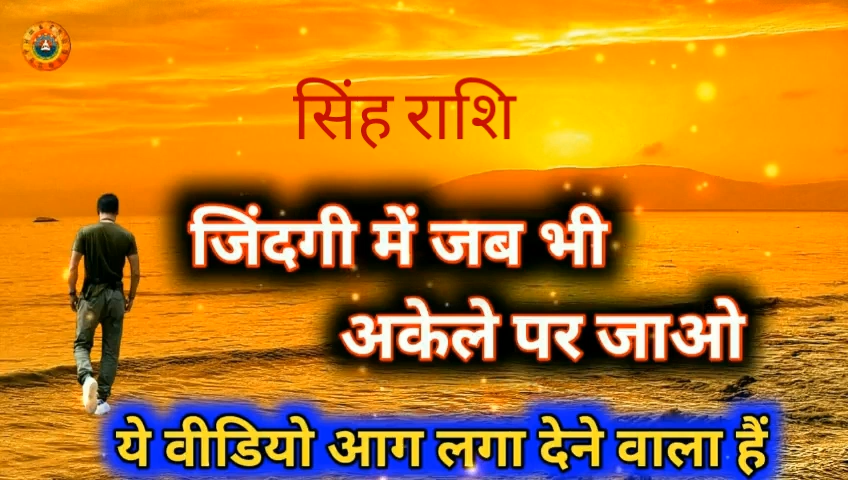 सिंह राशि
जिंदगी में जब भी
अकेले पर जाओ
ये वीडियो आग लगा देने वाला हैं